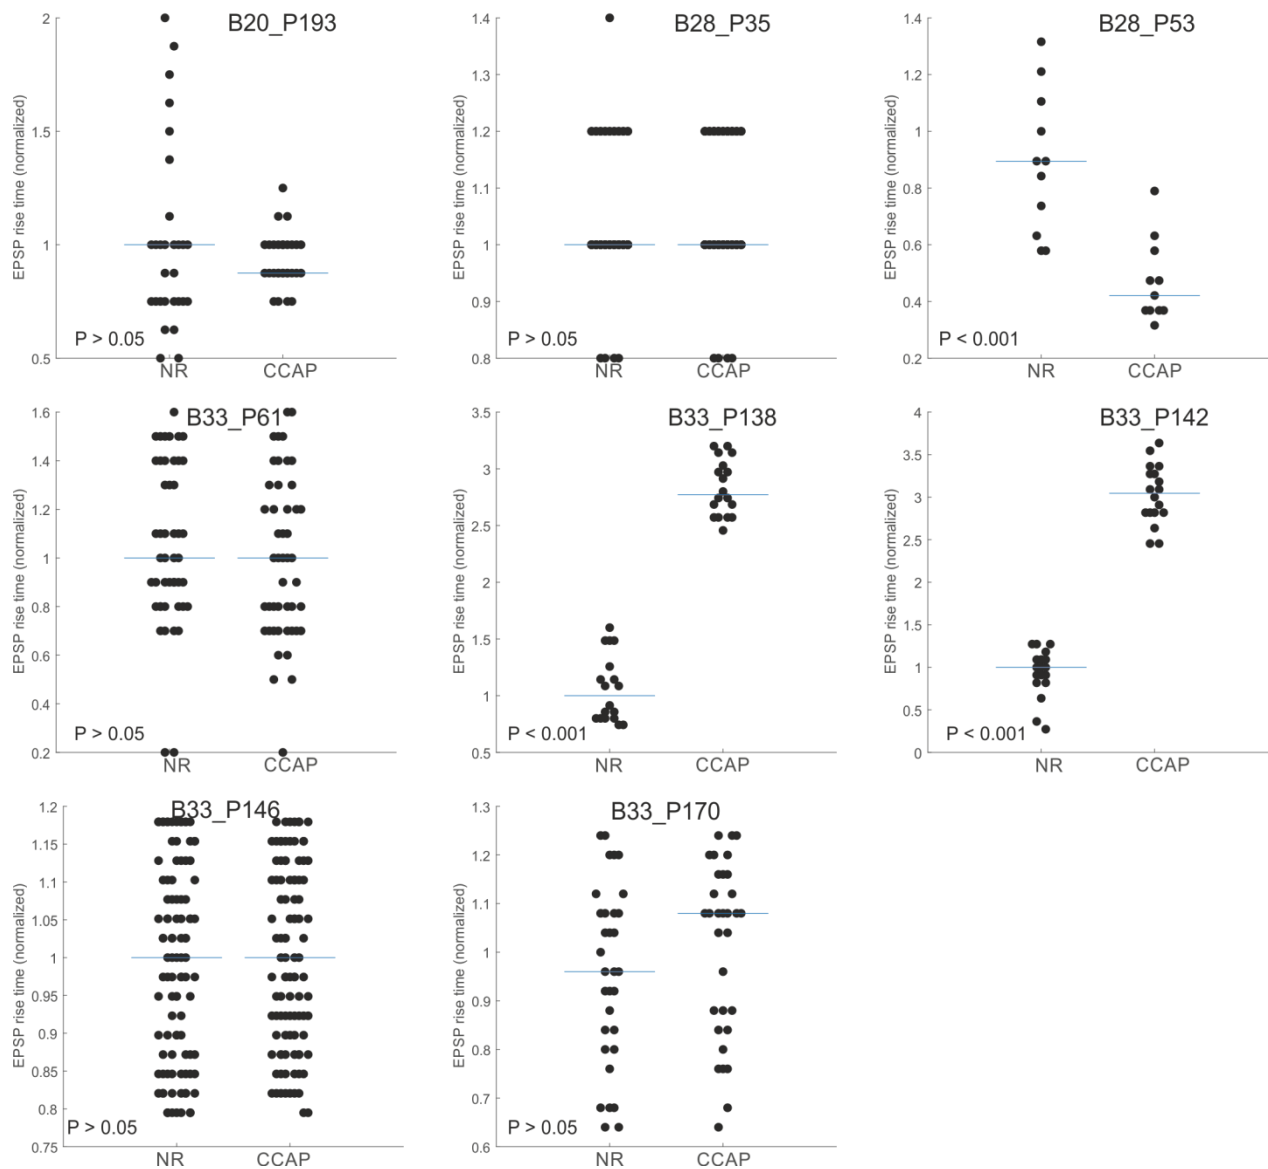 B20_P193
EPSP rise time (normalized)
2
1.5
1
0.5
P > 0.05
NR CCAP
B28_P35
EPSP rise time (normalized)
1.4
1.3
1.2
1.1
1
0.9
0.8
P > 0.05
NR CCAP
B28_P53
EPSP rise time (normalized)
1.4
1.2
1
0.8
0.6
0.4
0.2
P < 0.001
NR CCAP
B33_P61
EPSP rise time (normalized)
1.6
1.4
1.2
1
0.8
0.6
0.4
0.2
P > 0.05
NR CCAP
B33_P138
EPSP rise time (normalized)
3.5
3
2.5
2
1.5
1
0.5
P < 0.001
NR CCAP
B33_P142
EPSP rise time (normalized)
4
3.5
3
2.5
2
1.5
1
0.5
0
P < 0.001
NR CCAP
B33_P146
EPSP rise time (normalized)
1.2
1.15
1.1
1.05
1
0.95
0.9
0.85
0.8
0.75
P > 0.05
NR CCAP
B33_P170
EPSP rise time (normalized)
1.3
1.2
1.1
1
0.9
0.8
0.7
0.6
P > 0.05
NR CCAP